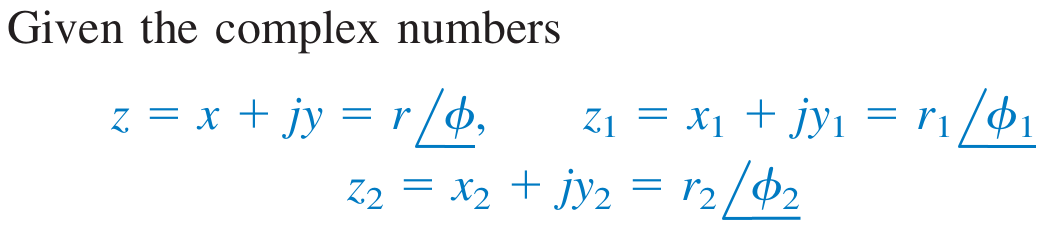 Given the complex numbers
z = x + jy = r/ϕ, z₁ = x₁ + jy₁ = r₁/ϕ₁
z₂ = x₂ + jy₂ = r₂/ϕ₂